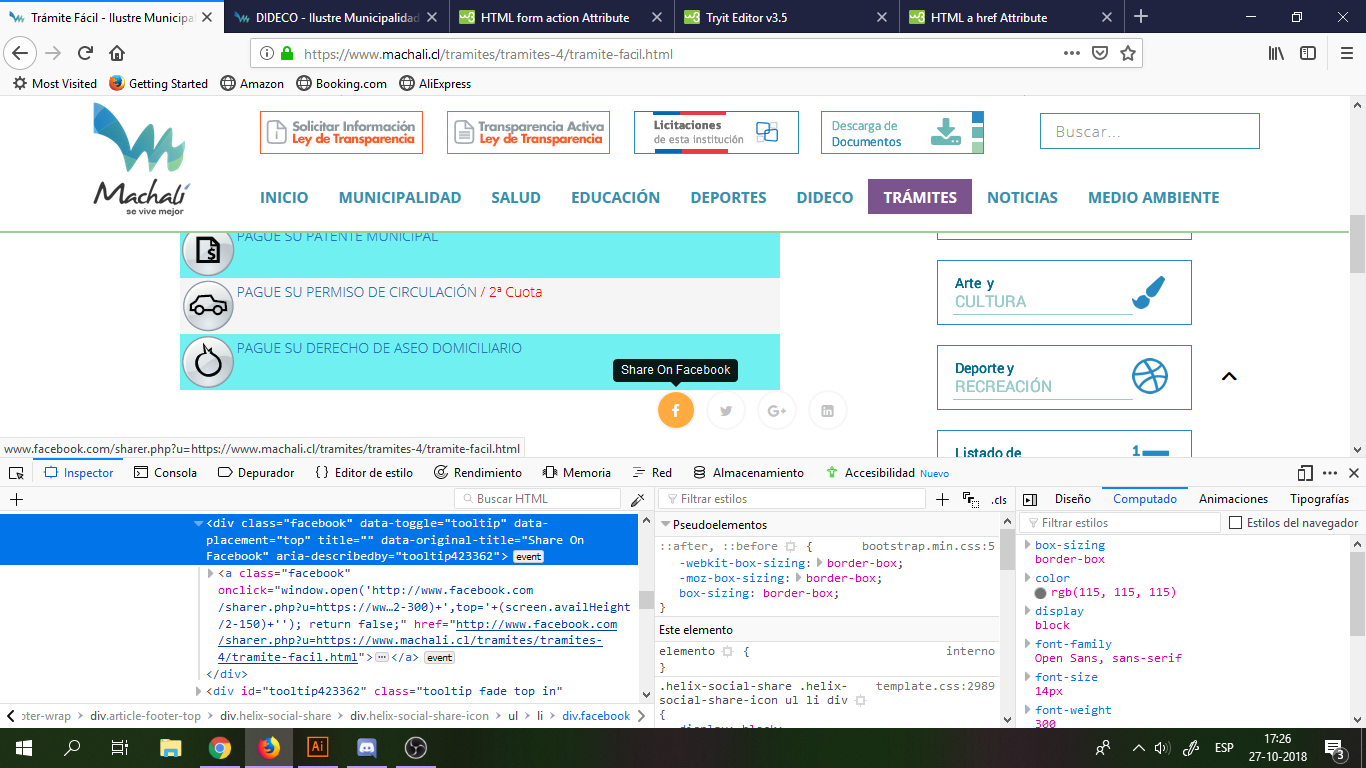 Trámite Fácil - Ilustre Municipa
DIDECO - Ilustre Municipalidad
HTML form action Attribute
Tryit Editor v3.5
HTML a href Attribute
https://www.machali.cl/tramites/tramites-4/tramite-facil.html
Most Visited
Getting Started
Amazon
Booking.com
AliExpress
Machalí
se vive mejor
Solicitar Información
Ley de Transparencia
Transparencia Activa
Ley de Transparencia
Licitaciones
de esta institución
Descarga de
Documentos
Buscar...
INICIO
MUNICIPALIDAD
SALUD
EDUCACIÓN
DEPORTES
DIDECO
TRÁMITES
NOTICIAS
MEDIO AMBIENTE
PAGUE SU PATENTE MUNICIPAL
PAGUE SU PERMISO DE CIRCULACIÓN / 2ª Cuota
PAGUE SU DERECHO DE ASEO DOMICILIARIO
Share On Facebook
Arte y
CULTURA
Deporte y
RECREACIÓN
Listado de
www.facebook.com/sharer.php?u=https://www.machali.cl/tramites/tramites-4/tramite-facil.html
Inspector
Consola
Depurador
Editor de estilo
Rendimiento
Memoria
Red
Almacenamiento
Accesibilidad Nuevo
Buscar HTML
<div class="facebook" data-toggle="tooltip" data-
placement="top" title="" data-original-title="Share On
Facebook" aria-describedby="tooltip423362"> event
<a class="facebook"
onclick="window.open('http://www.facebook.com
/sharer.php?u=https://ww…2-300)+',top='+(screen.availHeight
/2-150)+''); return false;" href="http://www.facebook.com
/sharer.php?u=https://www.machali.cl/tramites/tramites-
4/tramite-facil.html"> ⋯ </a> event
</div>
<div id="tooltip423362" class="tooltip fade top in"
oter-wrap
div.article-footer-top
div.helix-social-share
div.helix-social-share-icon
ul
li
div.facebook
Filtrar estilos
.cls
Pseudoelementos
::after, ::before { bootstrap.min.css:5
-webkit-box-sizing: border-box;
-moz-box-sizing: border-box;
box-sizing: border-box;
}
Este elemento
elemento { interno
}
.helix-social-share .helix- template.css:2989
social-share-icon ul li div
{
display: block;
Diseño
Computado
Animaciones
Tipografías
Filtrar estilos
Estilos del navegador
box-sizing
border-box
color
rgb(115, 115, 115)
display
block
font-family
Open Sans, sans-serif
font-size
14px
font-weight
300
ESP
17:26
27-10-2018
3